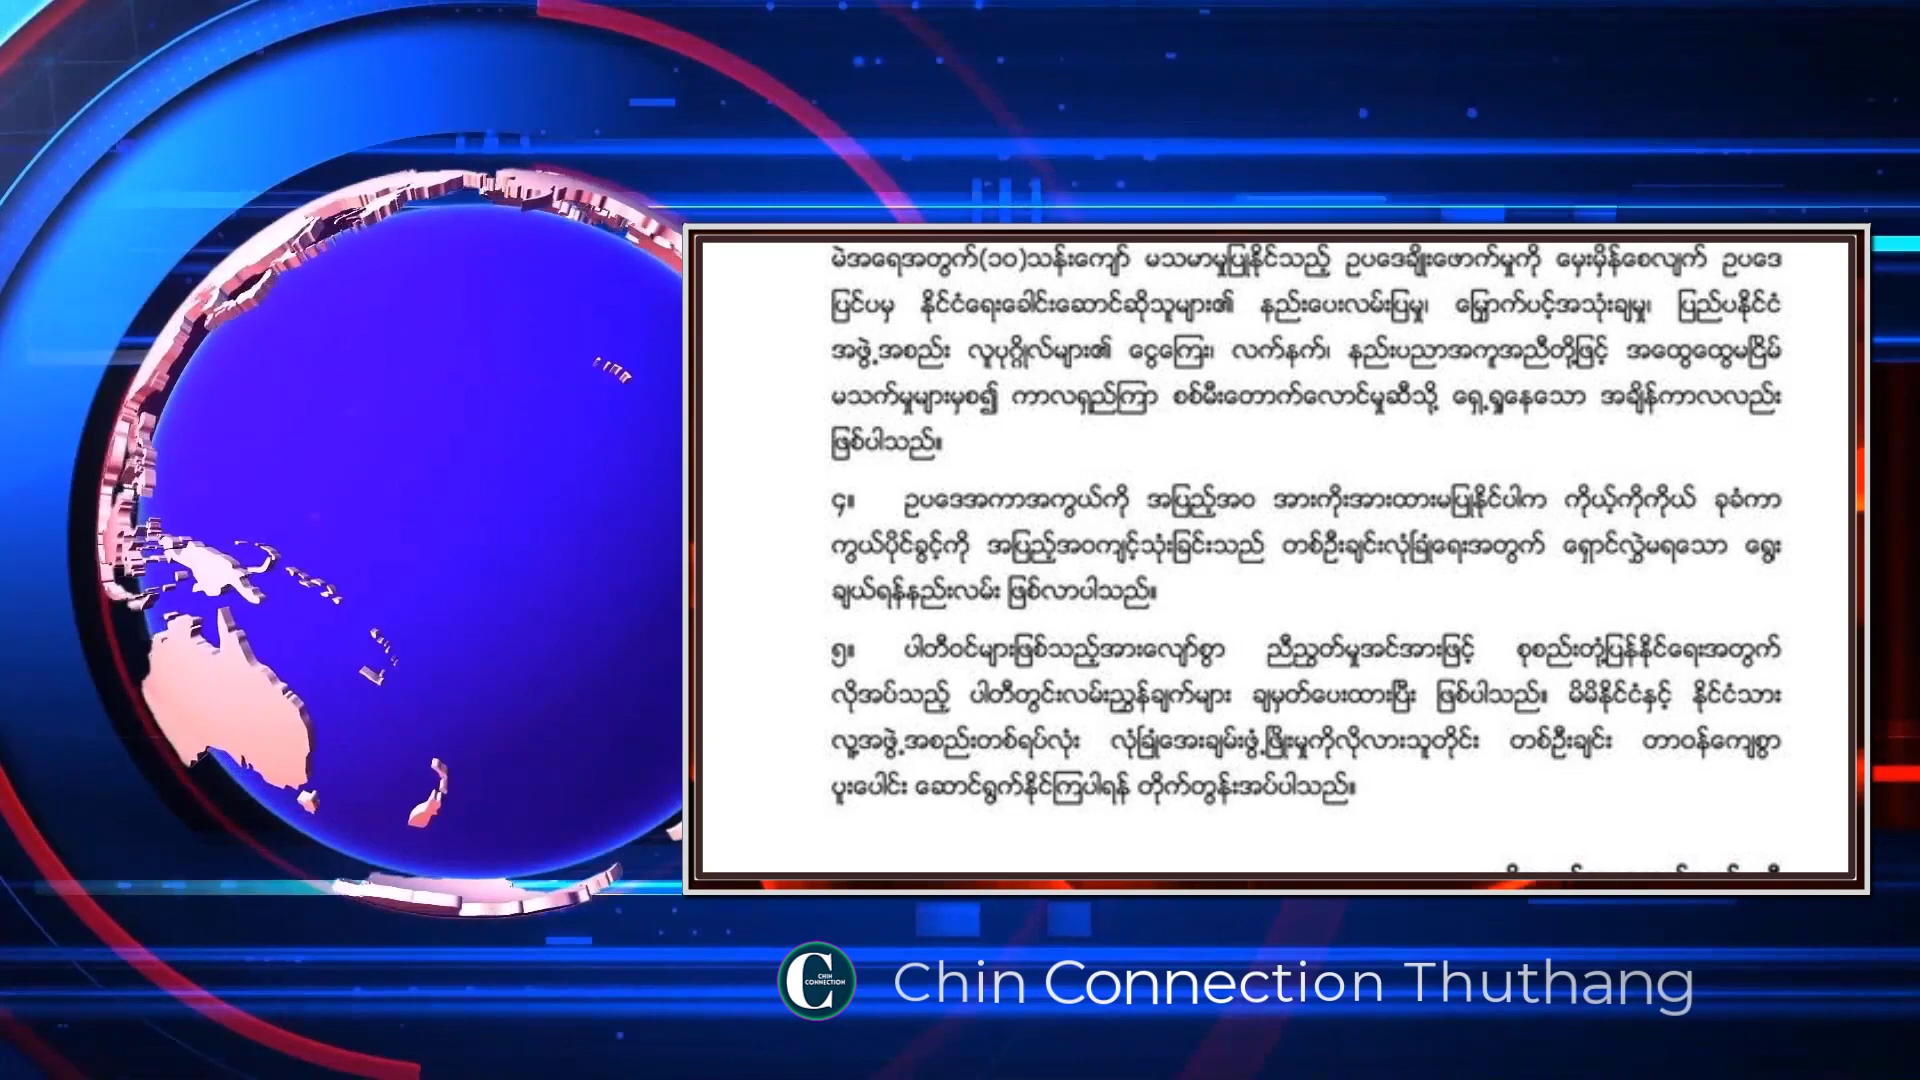 မဲအရေအတွက်(၁၀)သန်းကျော် မသမာမှုပြုနိုင်သည့် ဥပဒေချိုးဖောက်မှုကို မှေးမှိန်စေလျက် ဥပဒေ
ပြင်ပမှ နိုင်ငံရေးခေါင်းဆောင်ဆိုသူများ၏ နည်းပေးလမ်းပြမှု၊ မြှောက်ပင့်အသုံးချမှု၊ ပြည်ပနိုင်ငံ
အဖွဲ့အစည်း လူပုဂ္ဂိုလ်များ၏ ငွေကြေး၊ လက်နက်၊ နည်းပညာအကူအညီတို့ဖြင့် အထွေထွေမငြိမ်
မသက်မှုများမှစ၍ ကာလရှည်ကြာ စစ်မီးတောက်လောင်မှုဆီသို့ ရှေ့ရှုနေသော အချိန်ကာလလည်း
ဖြစ်ပါသည်။
၄။ ဥပဒေအကာအကွယ်ကို အပြည့်အဝ အားကိုးအားထားမပြုနိုင်ပါက ကိုယ့်ကိုကိုယ် ခုခံကာ
ကွယ်ပိုင်ခွင့်ကို အပြည့်အဝကျင့်သုံးခြင်းသည် တစ်ဦးချင်းလုံခြုံရေးအတွက် ရှောင်လွှဲမရသော ရွေး
ချယ်ရန်နည်းလမ်း ဖြစ်လာပါသည်။
၅။ ပါတီဝင်များဖြစ်သည့်အားလျော်စွာ ညီညွတ်မှုအင်အားဖြင့် စုစည်းတုံ့ပြန်နိုင်ရေးအတွက်
လိုအပ်သည့် ပါတီတွင်းလမ်းညွှန်ချက်များ ချမှတ်ပေးထားပြီး ဖြစ်ပါသည်။ မိမိနိုင်ငံနှင့် နိုင်ငံသား
လူ့အဖွဲ့အစည်းတစ်ရပ်လုံး လုံခြုံအေးချမ်းဖွံ့ဖြိုးမှုကိုလိုလားသူတိုင်း တစ်ဦးချင်း တာဝန်ကျေစွာ
ပူးပေါင်း ဆောင်ရွက်နိုင်ကြပါရန် တိုက်တွန်းအပ်ပါသည်။
C CHIN CONNECTION
Chin Connection Thuthang